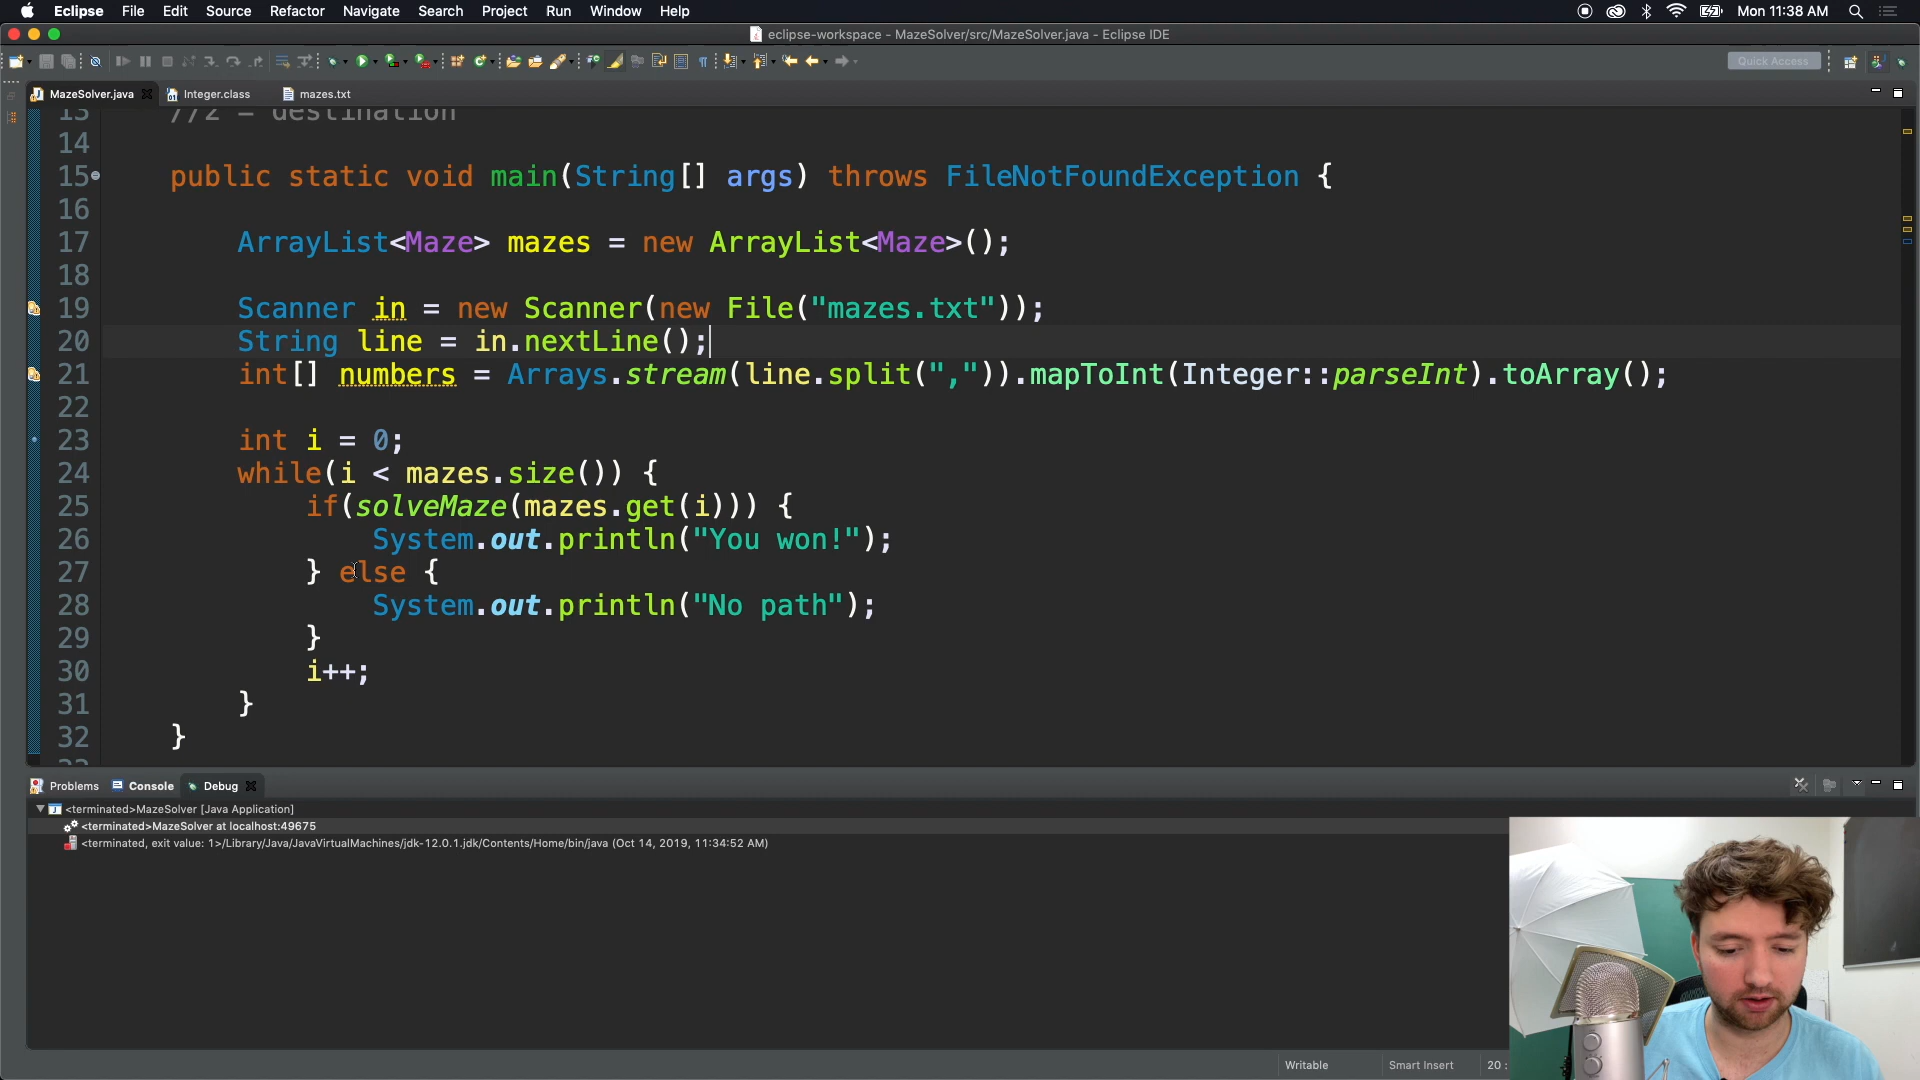 Eclipse File Edit Source Refactor Navigate Search Project Run Window Help Mon 11:38 AM
eclipse-workspace - MazeSolver/src/MazeSolver.java - Eclipse IDE
Quick Access
MazeSolver.java Integer.class mazes.txt
13 //2 = destination
14
15 public static void main(String[] args) throws FileNotFoundException {
16
17 ArrayList<Maze> mazes = new ArrayList<Maze>();
18
19 Scanner in = new Scanner(new File("mazes.txt"));
20 String line = in.nextLine();
21 int[] numbers = Arrays.stream(line.split(",")).mapToInt(Integer::parseInt).toArray();
22
23 int i = 0;
24 while(i < mazes.size()) {
25 if(solveMaze(mazes.get(i))) {
26 System.out.println("You won!");
27 } else {
28 System.out.println("No path");
29 }
30 i++;
31 }
32 }
Problems Console Debug
<terminated>MazeSolver [Java Application]
<terminated>MazeSolver at localhost:49675
<terminated, exit value: 1>/Library/Java/JavaVirtualMachines/jdk-12.0.1.jdk/Contents/Home/bin/java (Oct 14, 2019, 11:34:52 AM)
Writable Smart Insert 20 :